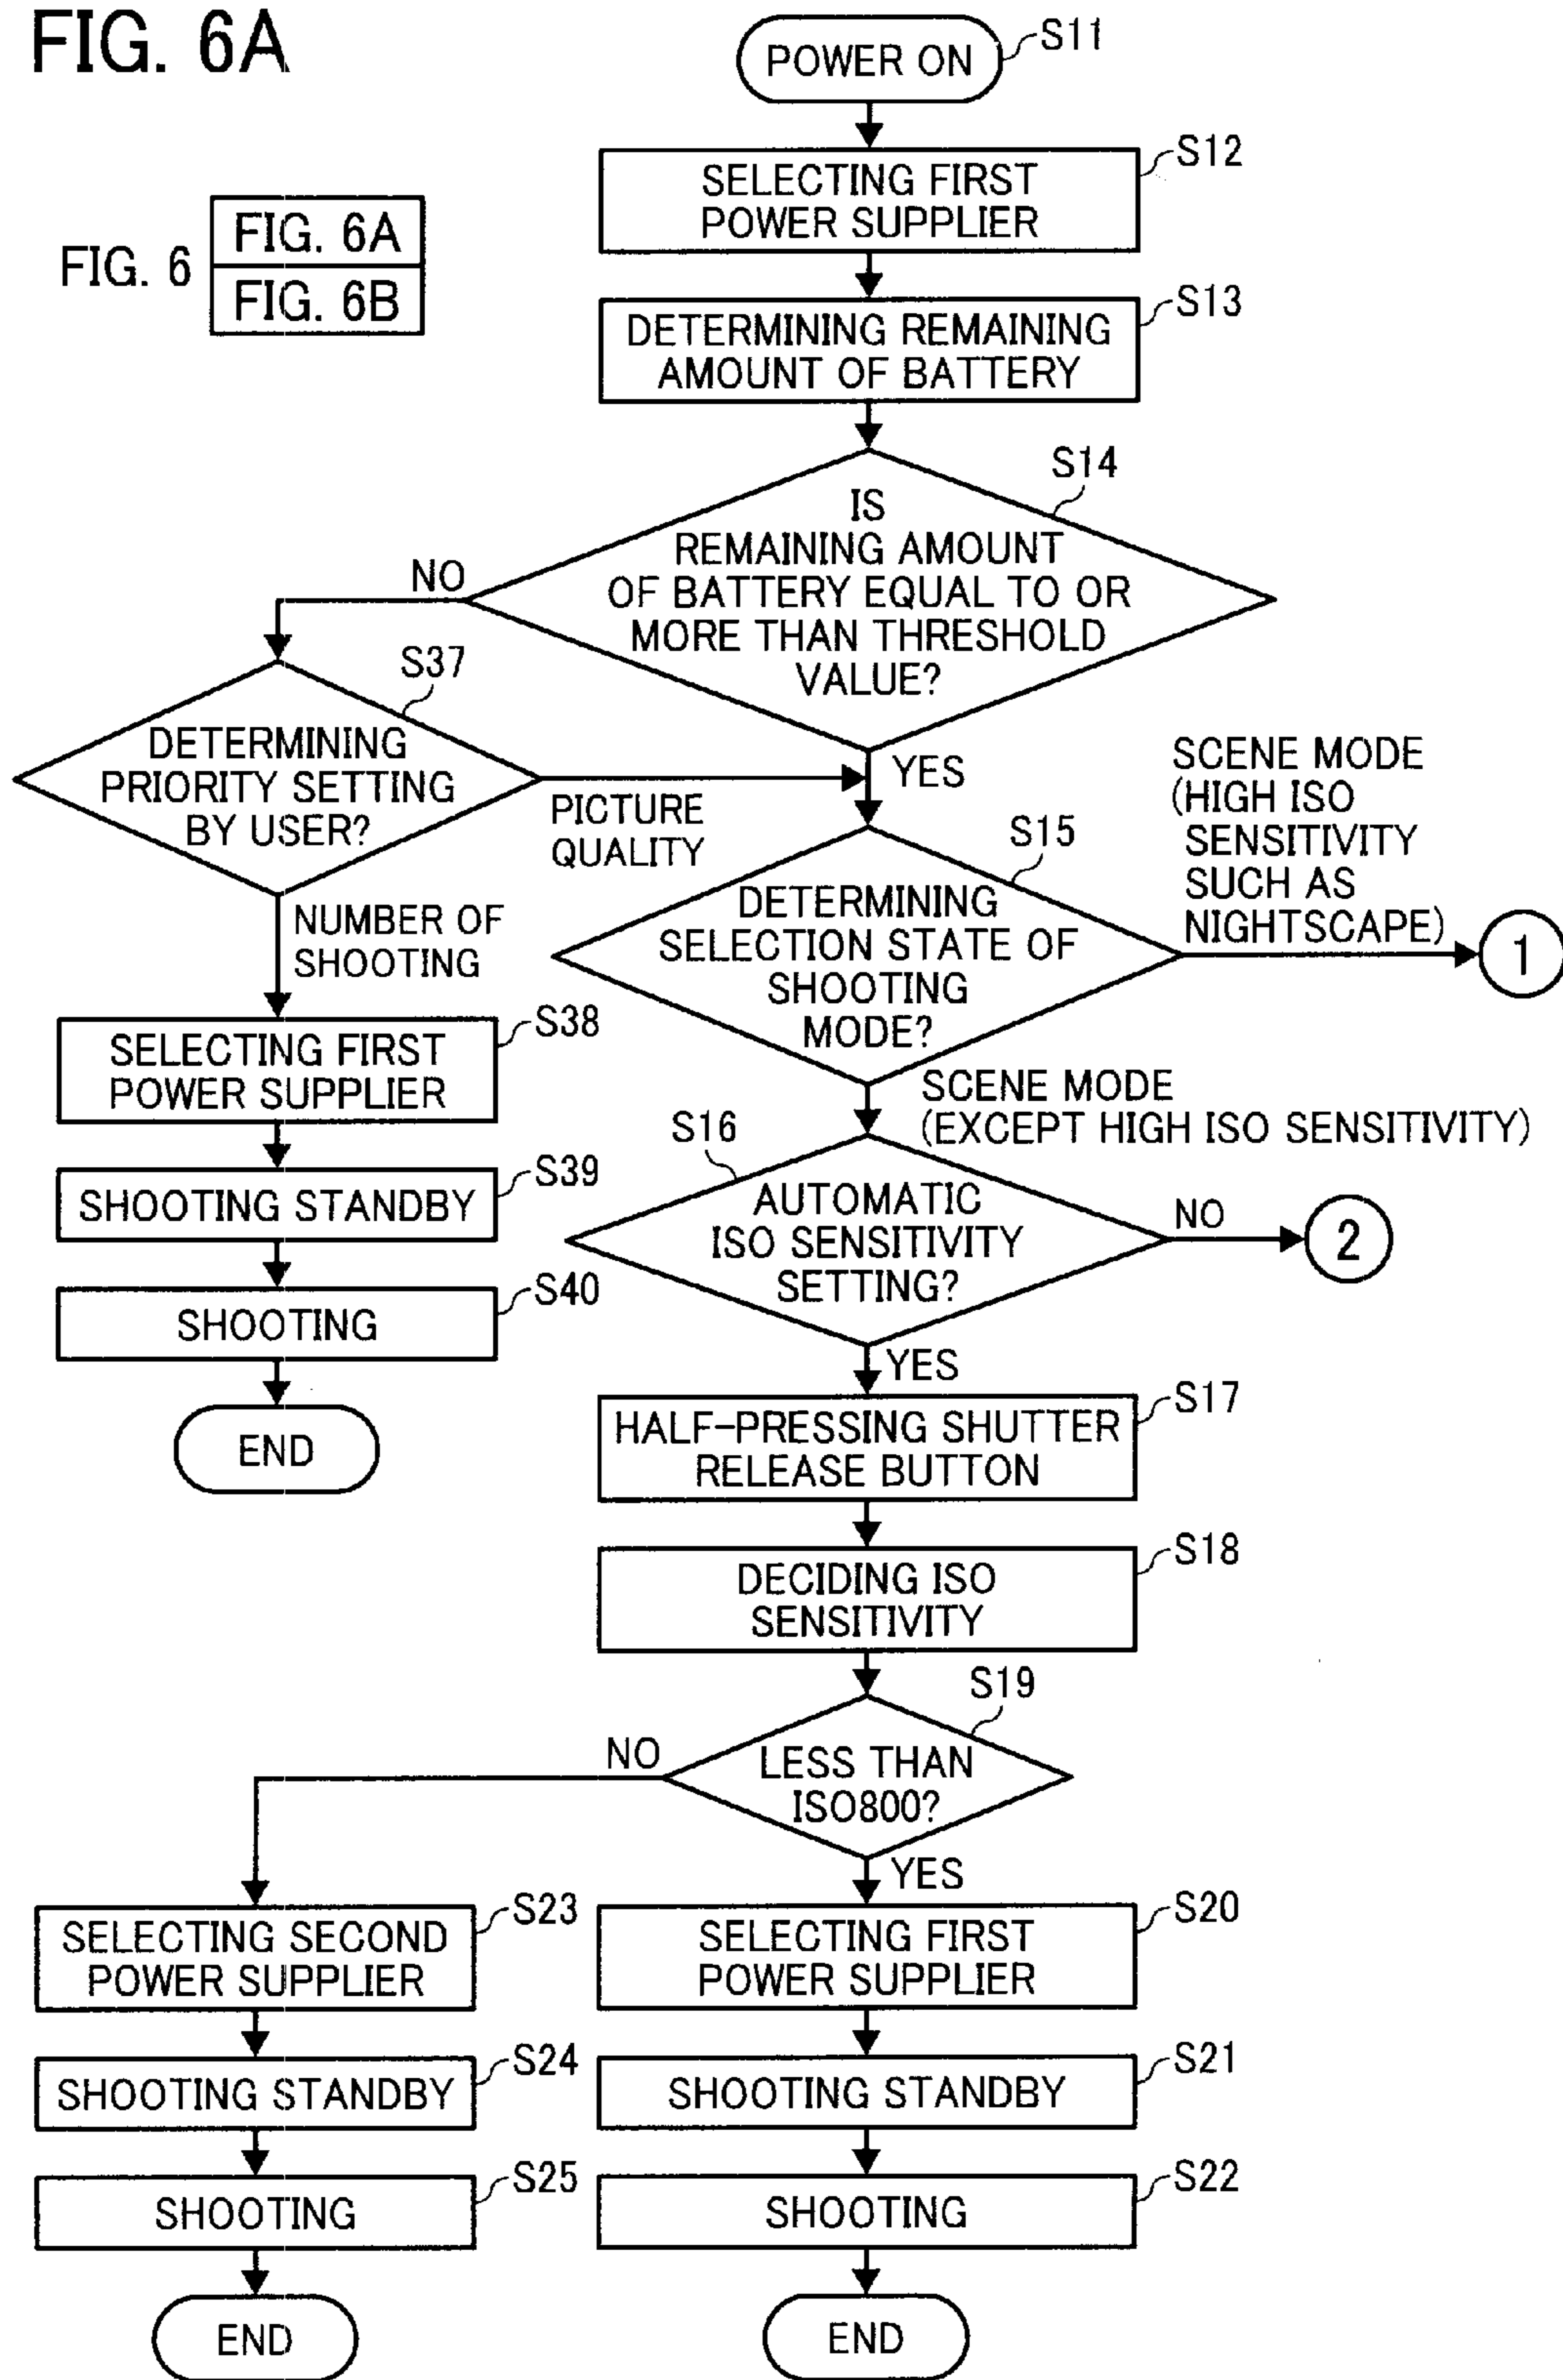 FIG. 6A
POWER ON
S11
SELECTING FIRST
POWER SUPPLIER
S12
FIG. 6
FIG. 6A
FIG. 6B
DETERMINING REMAINING
AMOUNT OF BATTERY
S13
S14
IS
REMAINING AMOUNT
OF BATTERY EQUAL TO OR
MORE THAN THRESHOLD
VALUE?
NO
YES
S37
DETERMINING
PRIORITY SETTING
BY USER?
PICTURE
QUALITY
NUMBER OF
SHOOTING
S38
SELECTING FIRST
POWER SUPPLIER
S39
SHOOTING STANDBY
S40
SHOOTING
END
S15
DETERMINING
SELECTION STATE OF
SHOOTING
MODE?
SCENE MODE
(HIGH ISO
SENSITIVITY
SUCH AS
NIGHTSCAPE)
1
SCENE MODE
(EXCEPT HIGH ISO SENSITIVITY)
S16
AUTOMATIC
ISO SENSITIVITY
SETTING?
NO
2
YES
S17
HALF-PRESSING SHUTTER
RELEASE BUTTON
S18
DECIDING ISO
SENSITIVITY
S19
LESS THAN
ISO800?
NO
YES
S23
SELECTING SECOND
POWER SUPPLIER
S24
SHOOTING STANDBY
S25
SHOOTING
END
S20
SELECTING FIRST
POWER SUPPLIER
S21
SHOOTING STANDBY
S22
SHOOTING
END